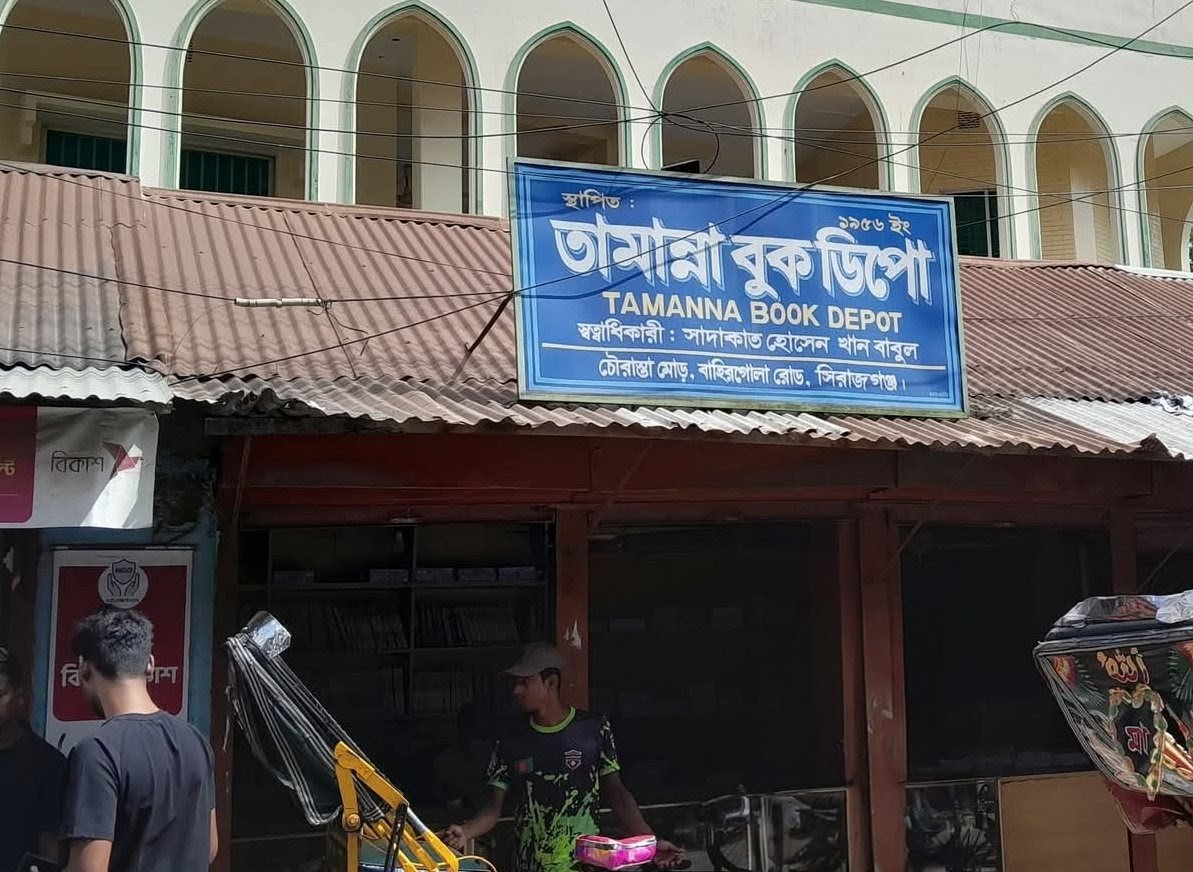 স্থাপিত :
১৯৫৬ ইং
তামান্না বুক ডিপো
TAMANNA BOOK DEPOT
স্বত্বাধিকারী : সাদাকাত হোসেন খান বাবুল
চৌরাস্তা মোড়, বাহিরগোলা রোড, সিরাজগঞ্জ।
বিকাশ
মা